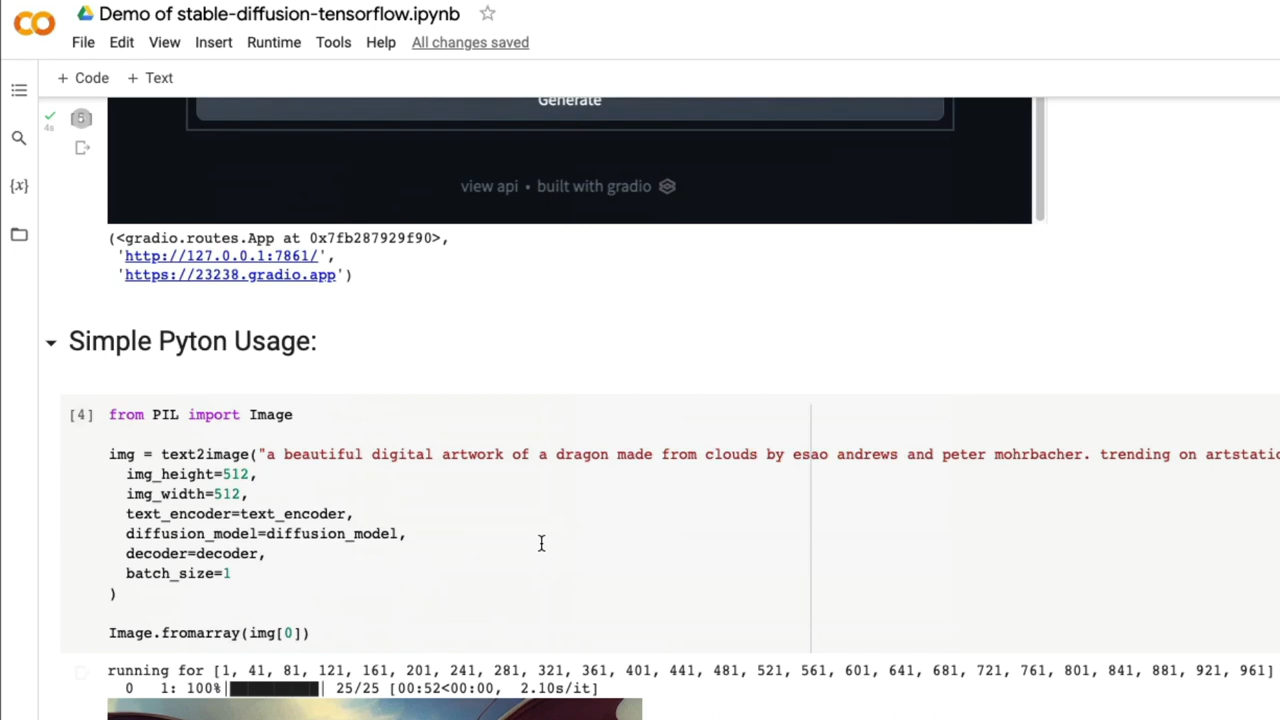 Demo of stable-diffusion-tensorflow.ipynb
File Edit View Insert Runtime Tools Help All changes saved
+ Code + Text
4s
[5]
Generate
view api • built with gradio
(<gradio.routes.App at 0x7fb287929f90>,
'http://127.0.0.1:7861/',
'https://23238.gradio.app')
Simple Pyton Usage:
[4] from PIL import Image
img = text2image("a beautiful digital artwork of a dragon made from clouds by esao andrews and peter mohrbacher. trending on artstatio
img_height=512,
img_width=512,
text_encoder=text_encoder,
diffusion_model=diffusion_model,
decoder=decoder,
batch_size=1
)
Image.fromarray(img[0])
running for [1, 41, 81, 121, 161, 201, 241, 281, 321, 361, 401, 441, 481, 521, 561, 601, 641, 681, 721, 761, 801, 841, 881, 921, 961]
0 1: 100%|██████████| 25/25 [00:52<00:00, 2.10s/it]